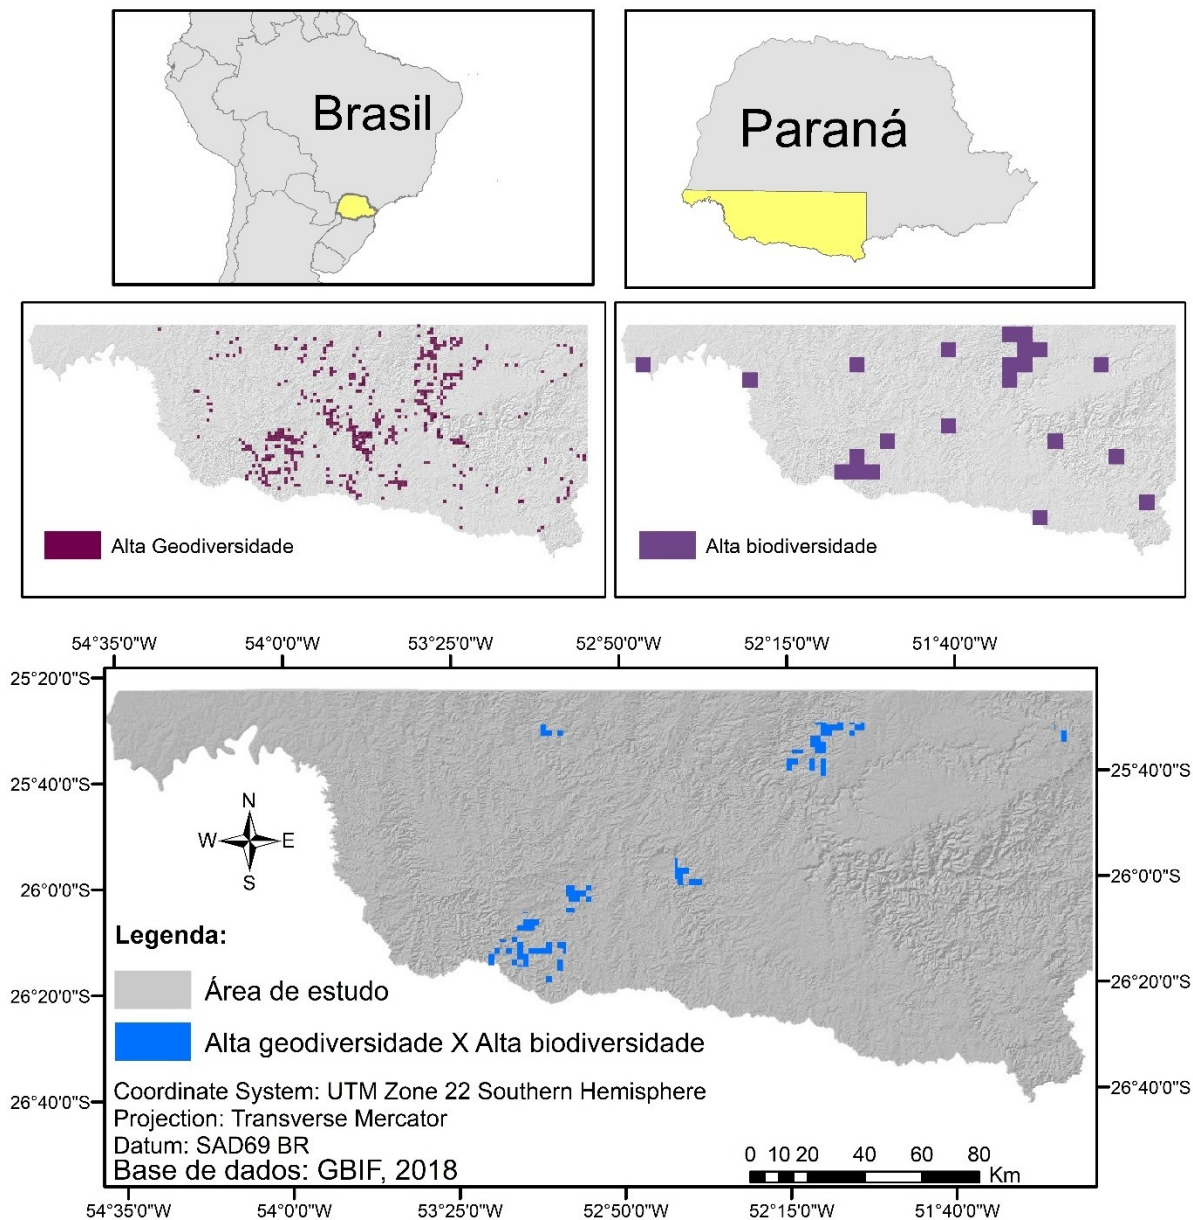 Brasil
Paraná
Alta Geodiversidade
Alta biodiversidade
54°35'0"W 54°0'0"W 53°25'0"W 52°50'0"W 52°15'0"W 51°40'0"W
25°20'0"S
25°40'0"S
25°40'0"S
N
W E
S
26°0'0"S
26°0'0"S
Legenda:
Área de estudo
26°20'0"S
26°20'0"S
Alta geodiversidade X Alta biodiversidade
Coordinate System: UTM Zone 22 Southern Hemisphere
26°40'0"S
26°40'0"S
Projection: Transverse Mercator
Datum: SAD69 BR
Base de dados: GBIF, 2018
0 10 20 40 60 80
Km
54°35'0"W 54°0'0"W 53°25'0"W 52°50'0"W 52°15'0"W 51°40'0"W